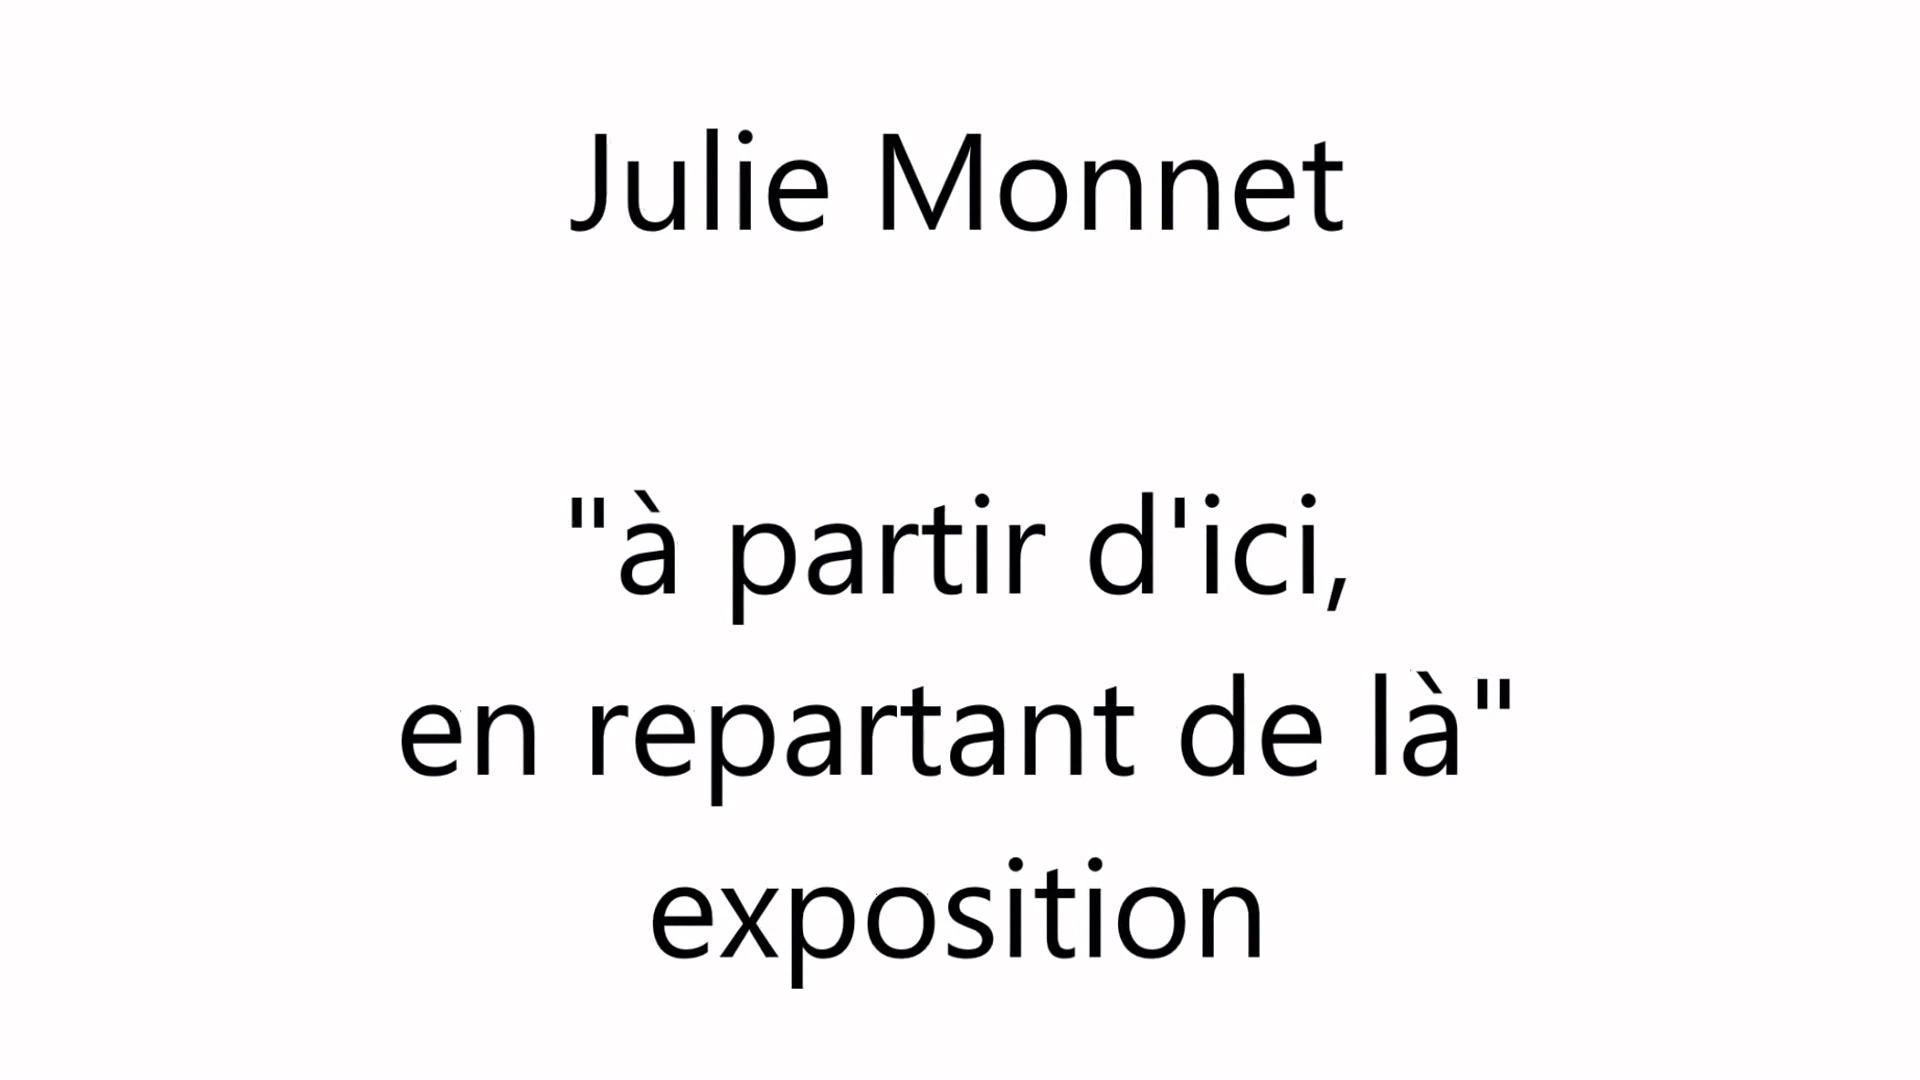 Julie Monnet
"à partir d'ici,
en repartant de là"
exposition